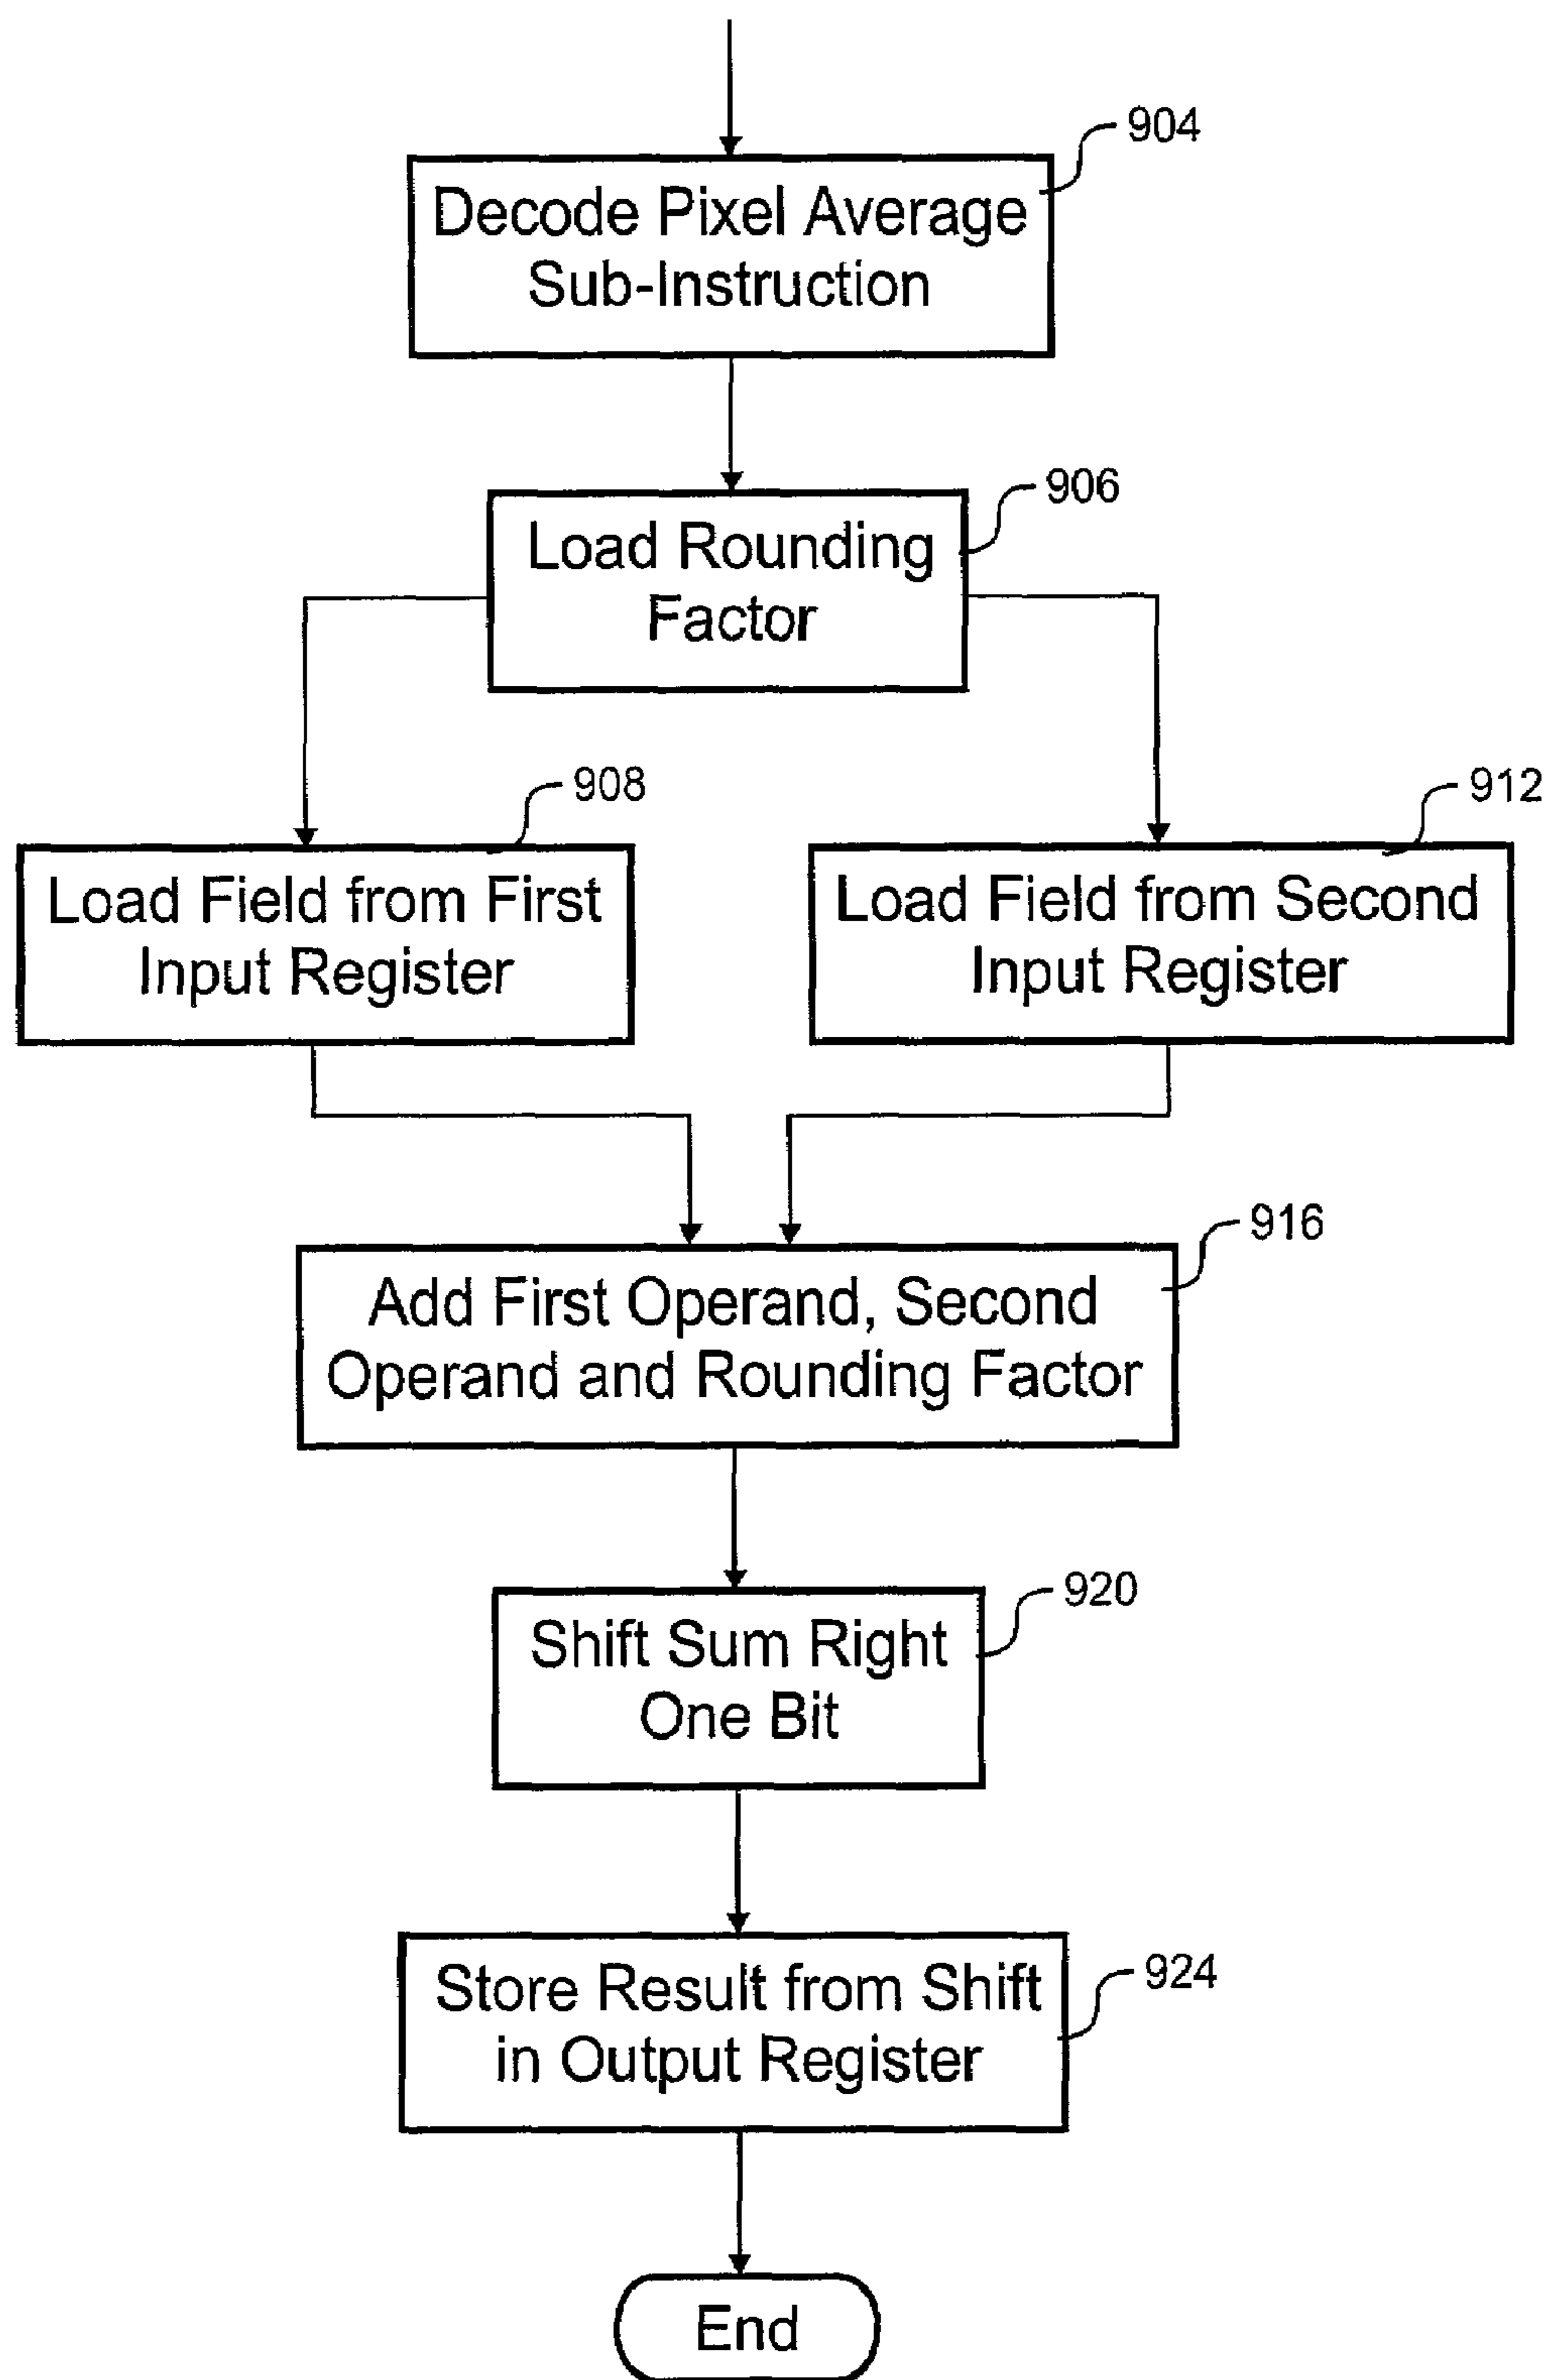 904
Decode Pixel Average
Sub-Instruction
906
Load Rounding
Factor
908
Load Field from First
Input Register
912
Load Field from Second
Input Register
916
Add First Operand, Second
Operand and Rounding Factor
920
Shift Sum Right
One Bit
924
Store Result from Shift
in Output Register
End